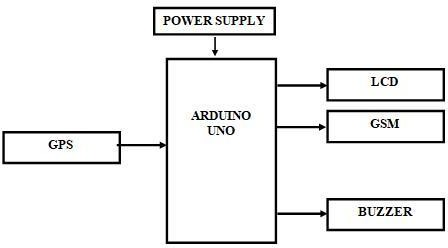 POWER SUPPLY
LCD
ARDUINO
UNO
GSM
GPS
BUZZER